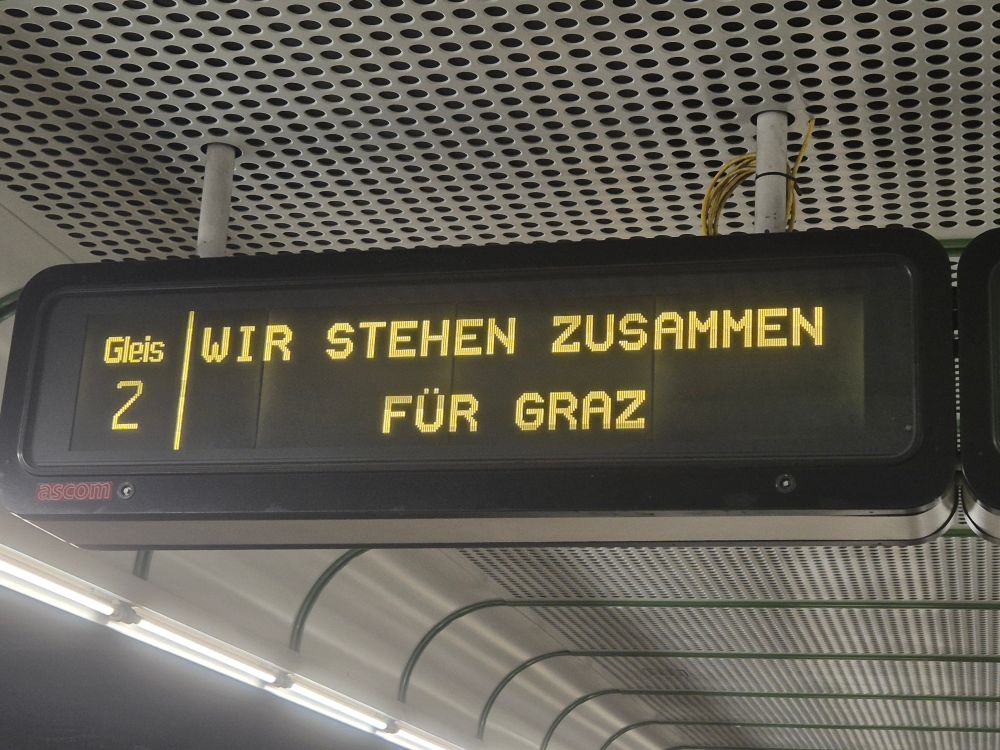 Gleis
2
WIR STEHEN ZUSAMMEN
FÜR GRAZ
ascom